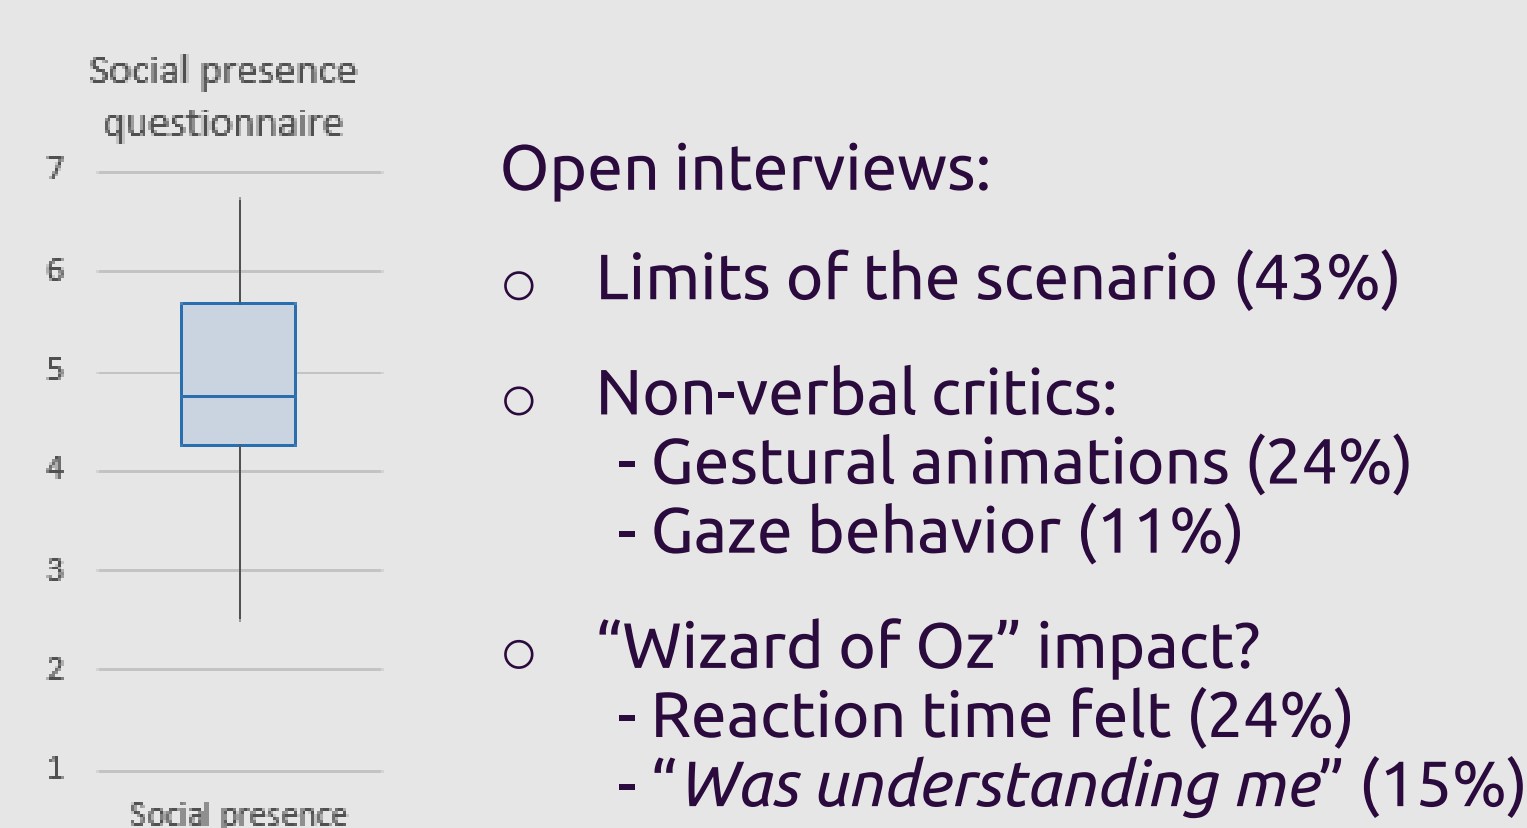 Social presence
questionnaire
7
6
5
4
3
2
1
Social presence
Open interviews:
○ Limits of the scenario (43%)
○ Non-verbal critics:
- Gestural animations (24%)
- Gaze behavior (11%)
○ “Wizard of Oz” impact?
- Reaction time felt (24%)
- “Was understanding me” (15%)